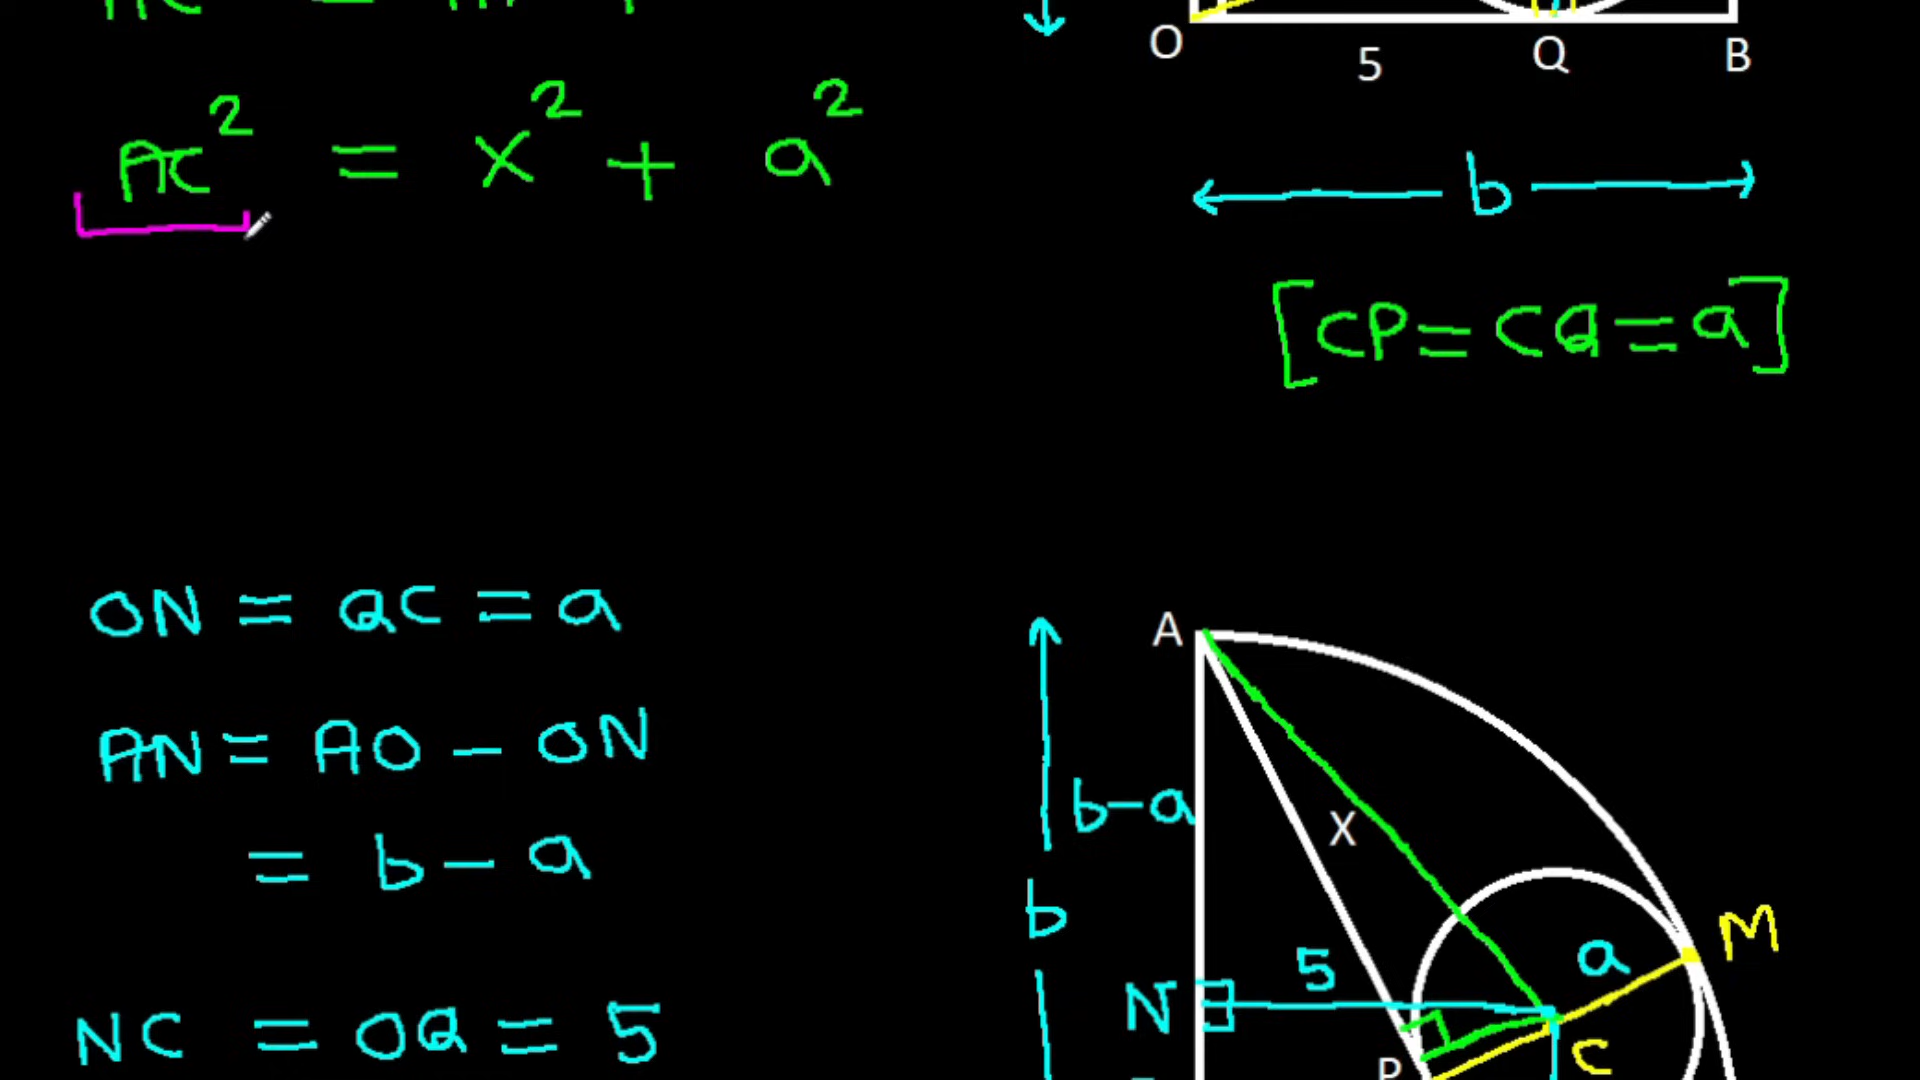 O 5 Q B
AC² = x² + a²
b
[CP = CQ = a]
ON = QC = a
A
AN = AO - ON
b-a
X
= b - a
b
M
5
a
N
NC = OQ = 5
C
P